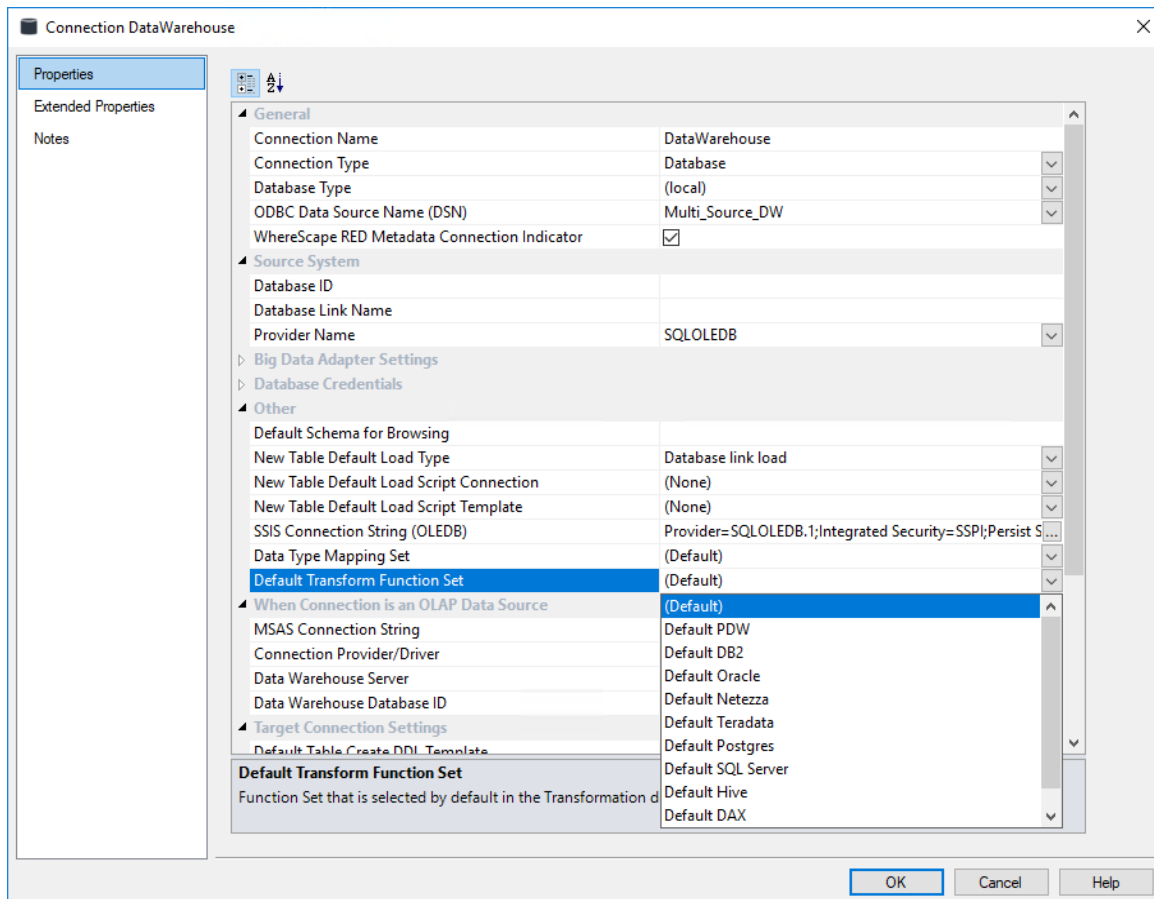 Connection DataWarehouse
Properties
Extended Properties
Notes
General
Connection Name DataWarehouse
Connection Type Database
Database Type (local)
ODBC Data Source Name (DSN) Multi_Source_DW
WhereScape RED Metadata Connection Indicator
Source System
Database ID
Database Link Name
Provider Name SQLOLEDB
Big Data Adapter Settings
Database Credentials
Other
Default Schema for Browsing
New Table Default Load Type Database link load
New Table Default Load Script Connection (None)
New Table Default Load Script Template (None)
SSIS Connection String (OLEDB) Provider=SQLOLEDB.1;Integrated Security=SSPI;Persist S...
Data Type Mapping Set (Default)
Default Transform Function Set (Default)
When Connection is an OLAP Data Source (Default)
MSAS Connection String Default PDW
Connection Provider/Driver Default DB2
Default Oracle
Data Warehouse Server
Data Warehouse Database ID Default Netezza
Target Connection Settings Default Teradata
Default Table Create DDL Template Default Postgres
Default Transform Function Set Default SQL Server
Function Set that is selected by default in the Transformation d Default Hive
Default DAX
OK Cancel Help